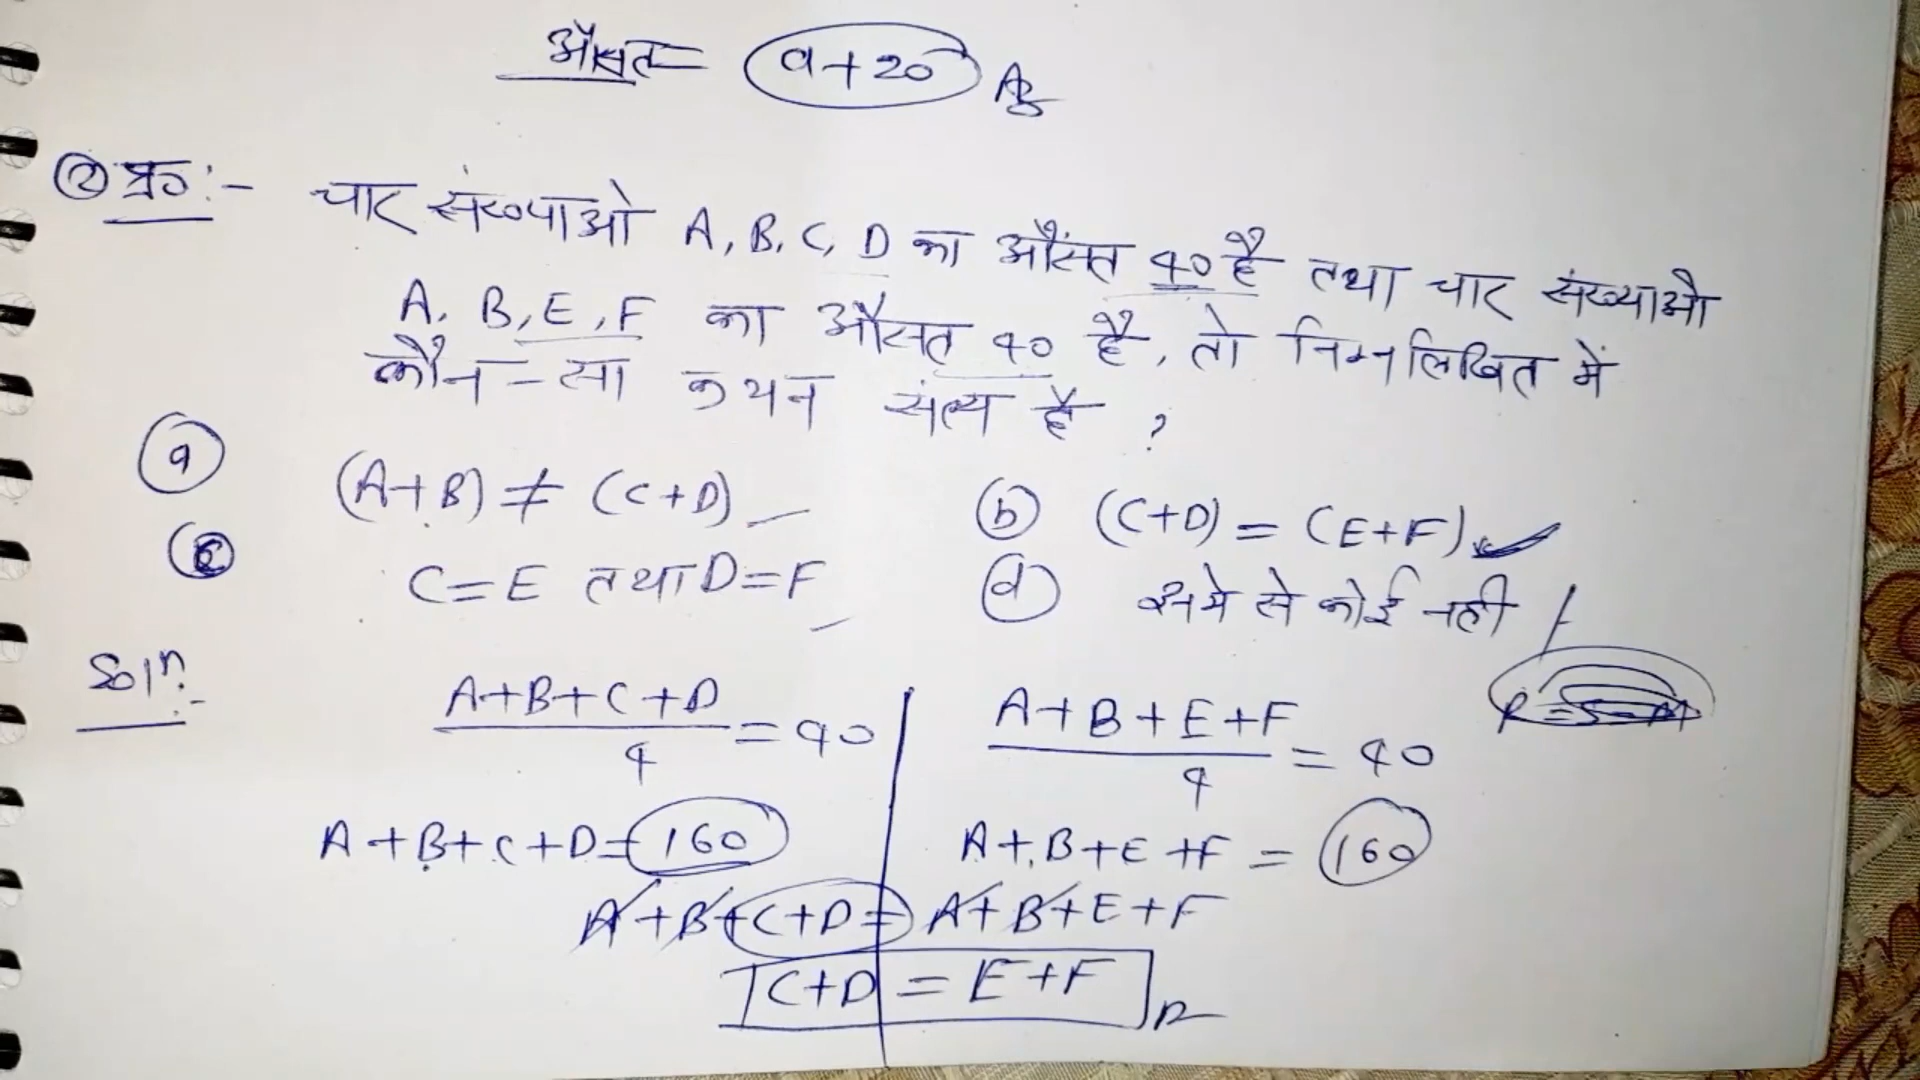 औसत = a+20 Ans
② प्रश्न :- चार संख्याओ A, B, C, D का औसत 40 है तथा चार संख्याओ
A, B, E, F का औसत 40 है, तो निम्नलिखित में
कौन-सा कथन सत्य है ?
ⓐ (A+B) ≠ (C+D) ⓑ (C+D) = (E+F)
ⓒ C=E तथा D=F ⓓ इनमे से कोई नही
Solⁿ:-
A+B+C+D/4 = 40 A+B+E+F/4 = 40
A+B+C+D = 160 A+B+E+F = 160
A+B+C+D = A+B+E+F
C+D = E+F